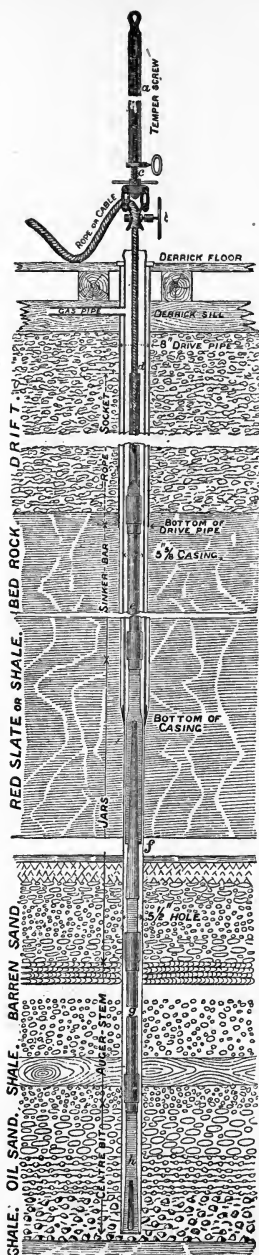 a
TEMPER SCREW
c
ROPE OR CABLE
DERRICK FLOOR
GAS PIPE
DERRICK SILL
8" DRIVE PIPE
d
ROPE SOCKET
DRIFT.
BOTTOM OF
DRIVE PIPE
5⅝ CASING
SINKER-BAR
BED ROCK
RED SLATE OR SHALE.
BOTTOM OF
CASING
JARS
f
5½" HOLE
BARREN SAND
g
AUGER-STEM
SHALE.
OIL SAND.
h
CENTRE BIT
SHALE.